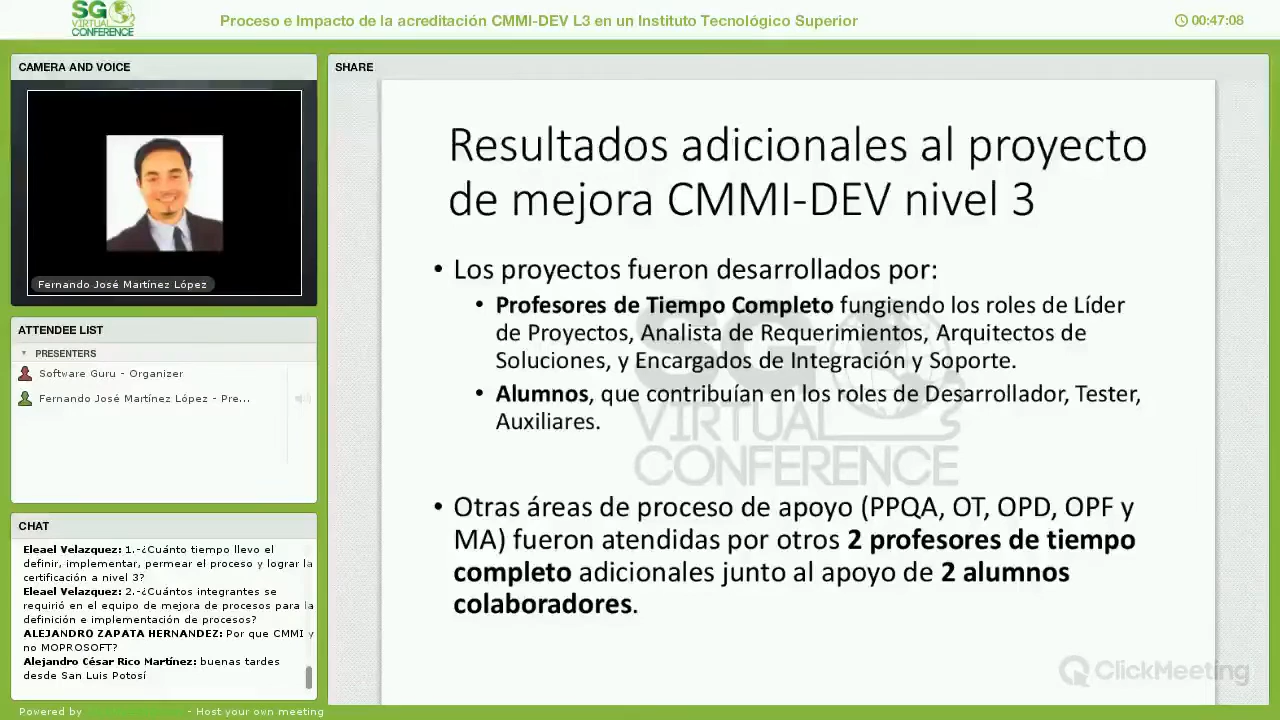 SG
VIRTUAL
CONFERENCE
Proceso e Impacto de la acreditación CMMI-DEV L3 en un Instituto Tecnológico Superior
00:47:08
CAMERA AND VOICE
Fernando José Martínez López
ATTENDEE LIST
PRESENTERS
Software Guru - Organizer
Fernando José Martínez López - Pre...
CHAT
Eleael Velazquez: 1.-¿Cuánto tiempo llevo el
definir, implementar, permear el proceso y lograr la
certificación a nivel 3?
Eleael Velazquez: 2.-¿Cuántos integrantes se
requirió en el equipo de mejora de procesos para la
definición e implementación de procesos?
ALEJANDRO ZAPATA HERNANDEZ: Por que CMMI y
no MOPROSOFT?
Alejandro César Rico Martínez: buenas tardes
desde San Luis Potosí
Powered by - Host your own meeting
SHARE
Resultados adicionales al proyecto
de mejora CMMI-DEV nivel 3
• Los proyectos fueron desarrollados por:
• Profesores de Tiempo Completo fungiendo los roles de Líder
de Proyectos, Analista de Requerimientos, Arquitectos de
Soluciones, y Encargados de Integración y Soporte.
• Alumnos, que contribuían en los roles de Desarrollador, Tester,
Auxiliares.
• Otras áreas de proceso de apoyo (PPQA, OT, OPD, OPF y
MA) fueron atendidas por otros 2 profesores de tiempo
completo adicionales junto al apoyo de 2 alumnos
colaboradores.
SG
VIRTUAL
CONFERENCE
ClickMeeting